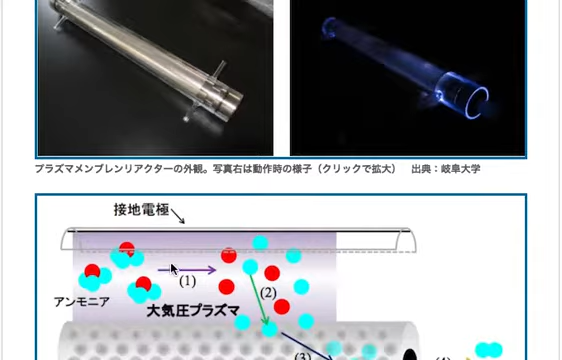 プラズマメンブレンリアクターの外観。写真右は動作時の様子（クリックで拡大）　出典：岐阜大学
接地電極
(1)
(2)
アンモニア
大気圧プラズマ
(3)
(4)